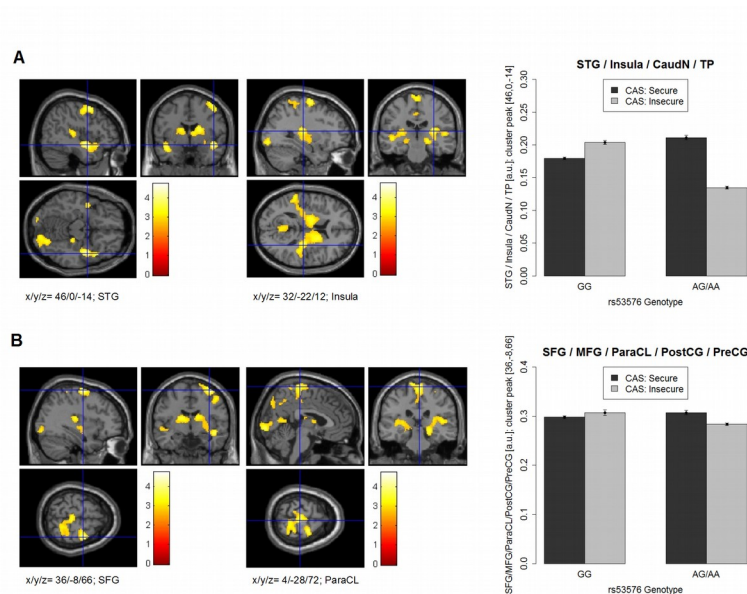 A
STG / Insula / CaudN / TP
CAS: Secure
CAS: Insecure
STG / Insula / CaudN / TP [a.u.]; cluster peak [46,0,-14]
0.00
0.05
0.10
0.15
0.20
0.25
0.30
GG
AG/AA
rs53576 Genotype
4
3
2
1
0
4
3
2
1
0
x/y/z= 46/0/-14; STG
x/y/z= 32/-22/12; Insula
B
SFG / MFG / ParaCL / PostCG / PreCG
CAS: Secure
CAS: Insecure
SFG/MFG/ParaCL/PostCG/PreCG [a.u.]; cluster peak [36,-8,66]
0.0
0.1
0.2
0.3
0.4
GG
AG/AA
rs53576 Genotype
4
3
2
1
0
4
3
2
1
0
x/y/z= 36/-8/66; SFG
x/y/z= 4/-28/72; ParaCL